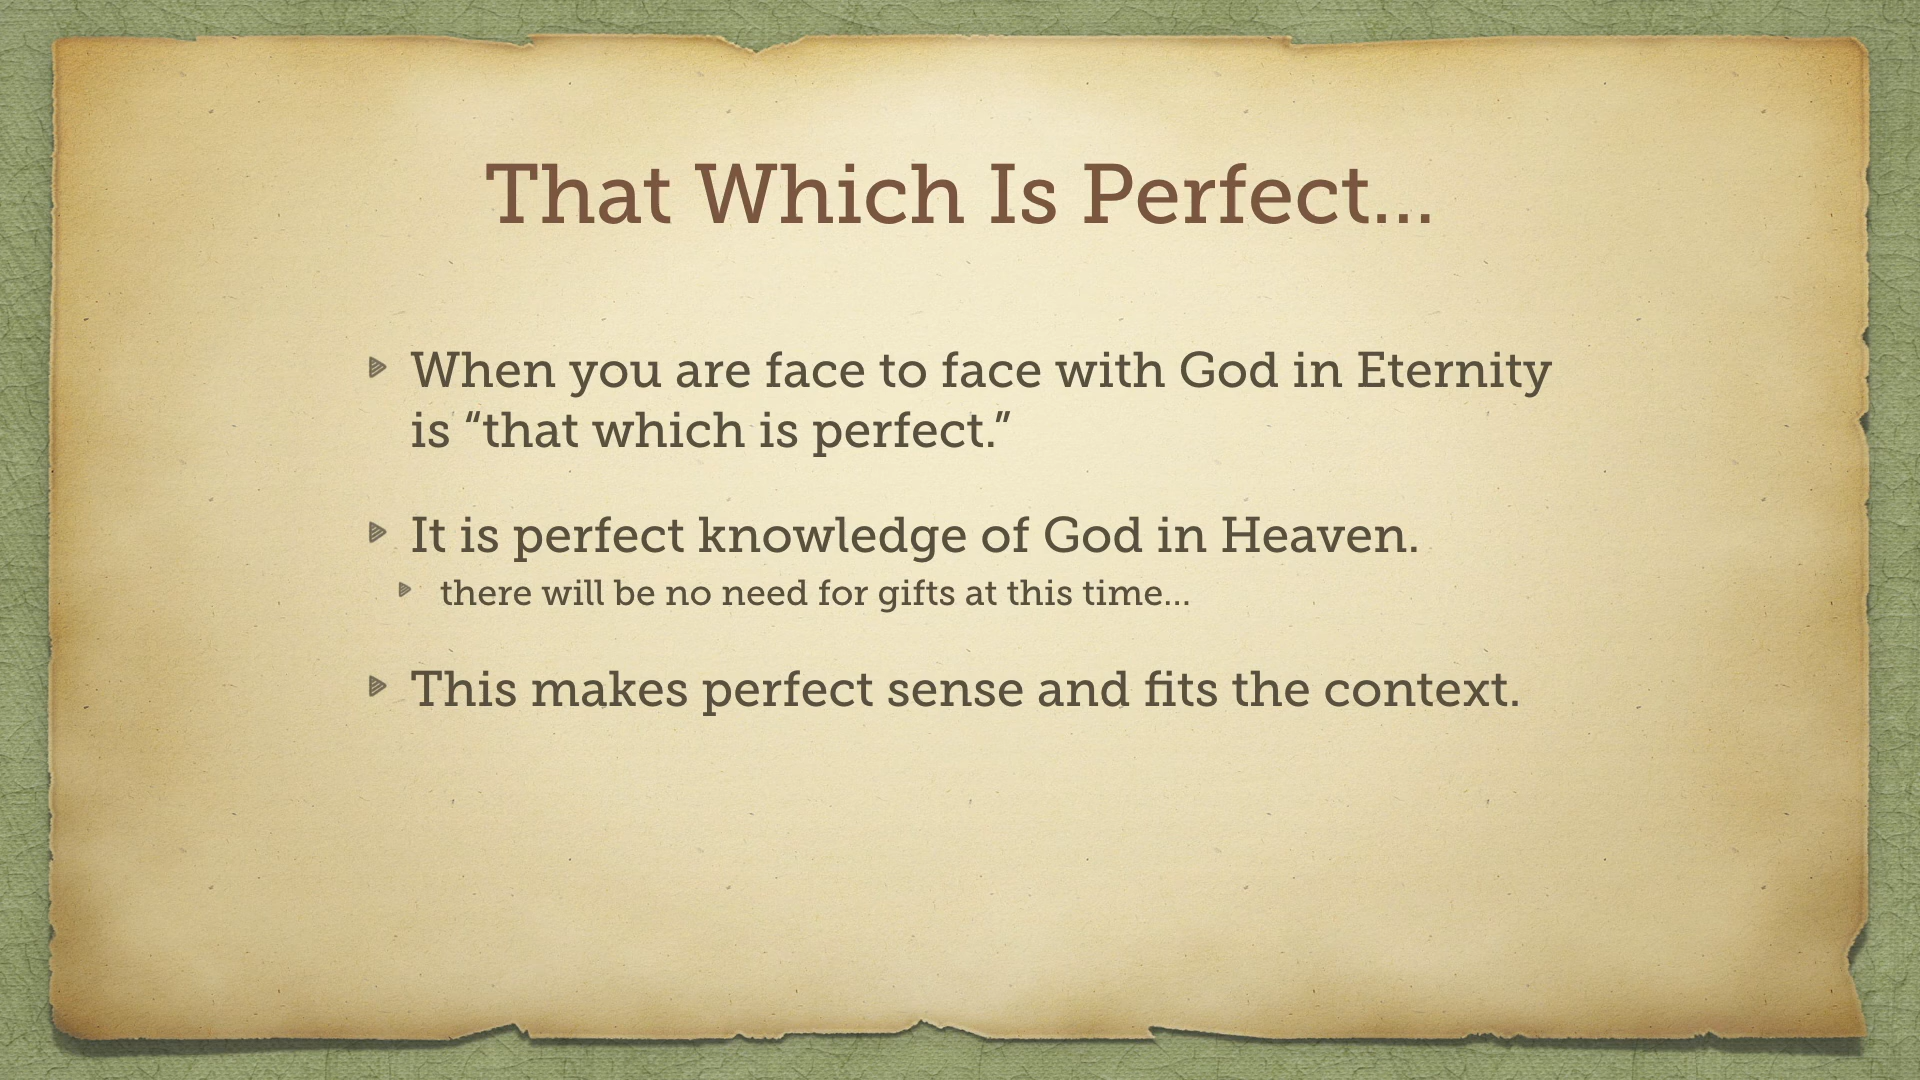 That Which Is Perfect...
When you are face to face with God in Eternity
is “that which is perfect.”
It is perfect knowledge of God in Heaven.
there will be no need for gifts at this time...
This makes perfect sense and fits the context.